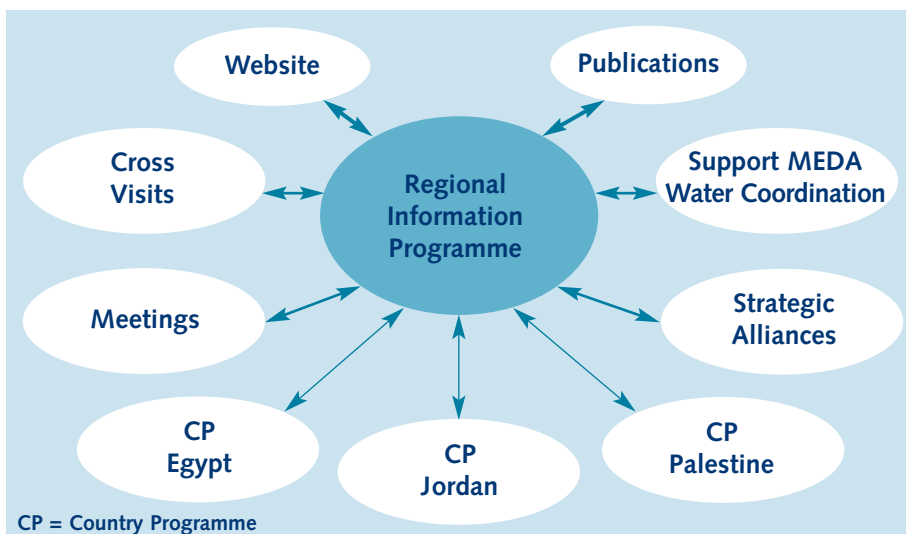 Website
Publications
Cross
Visits
Regional
Information
Programme
Support MEDA
Water Coordination
Meetings
Strategic
Alliances
CP
Egypt
CP
Jordan
CP
Palestine
CP = Country Programme